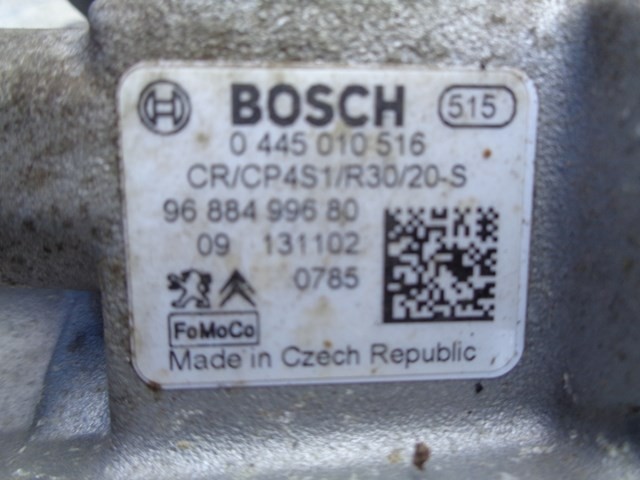 BOSCH 515
0 445 010 516
CR/CP4S1/R30/20-S
96 884 996 80
09 131102
0785
FoMoCo
Made in Czech Republic